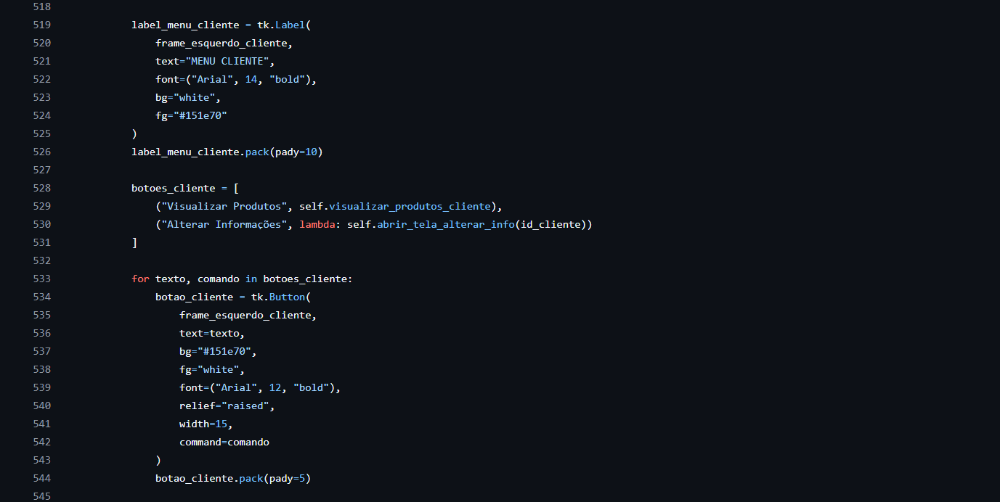 518
519 label_menu_cliente = tk.Label(
520 frame_esquerdo_cliente,
521 text="MENU CLIENTE",
522 font=("Arial", 14, "bold"),
523 bg="white",
524 fg="#151e70"
525 )
526 label_menu_cliente.pack(pady=10)
527
528 botoes_cliente = [
529 ("Visualizar Produtos", self.visualizar_produtos_cliente),
530 ("Alterar Informações", lambda: self.abrir_tela_alterar_info(id_cliente))
531 ]
532
533 for texto, comando in botoes_cliente:
534 botao_cliente = tk.Button(
535 frame_esquerdo_cliente,
536 text=texto,
537 bg="#151e70",
538 fg="white",
539 font=("Arial", 12, "bold"),
540 relief="raised",
541 width=15,
542 command=comando
543 )
544 botao_cliente.pack(pady=5)
545